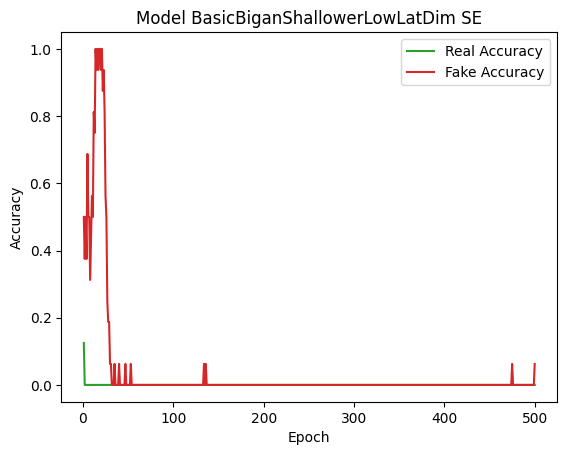 Model BasicBiganShallowerLowLatDim SE
Real Accuracy
Fake Accuracy
Accuracy
1.0
0.8
0.6
0.4
0.2
0.0
0 100 200 300 400 500
Epoch